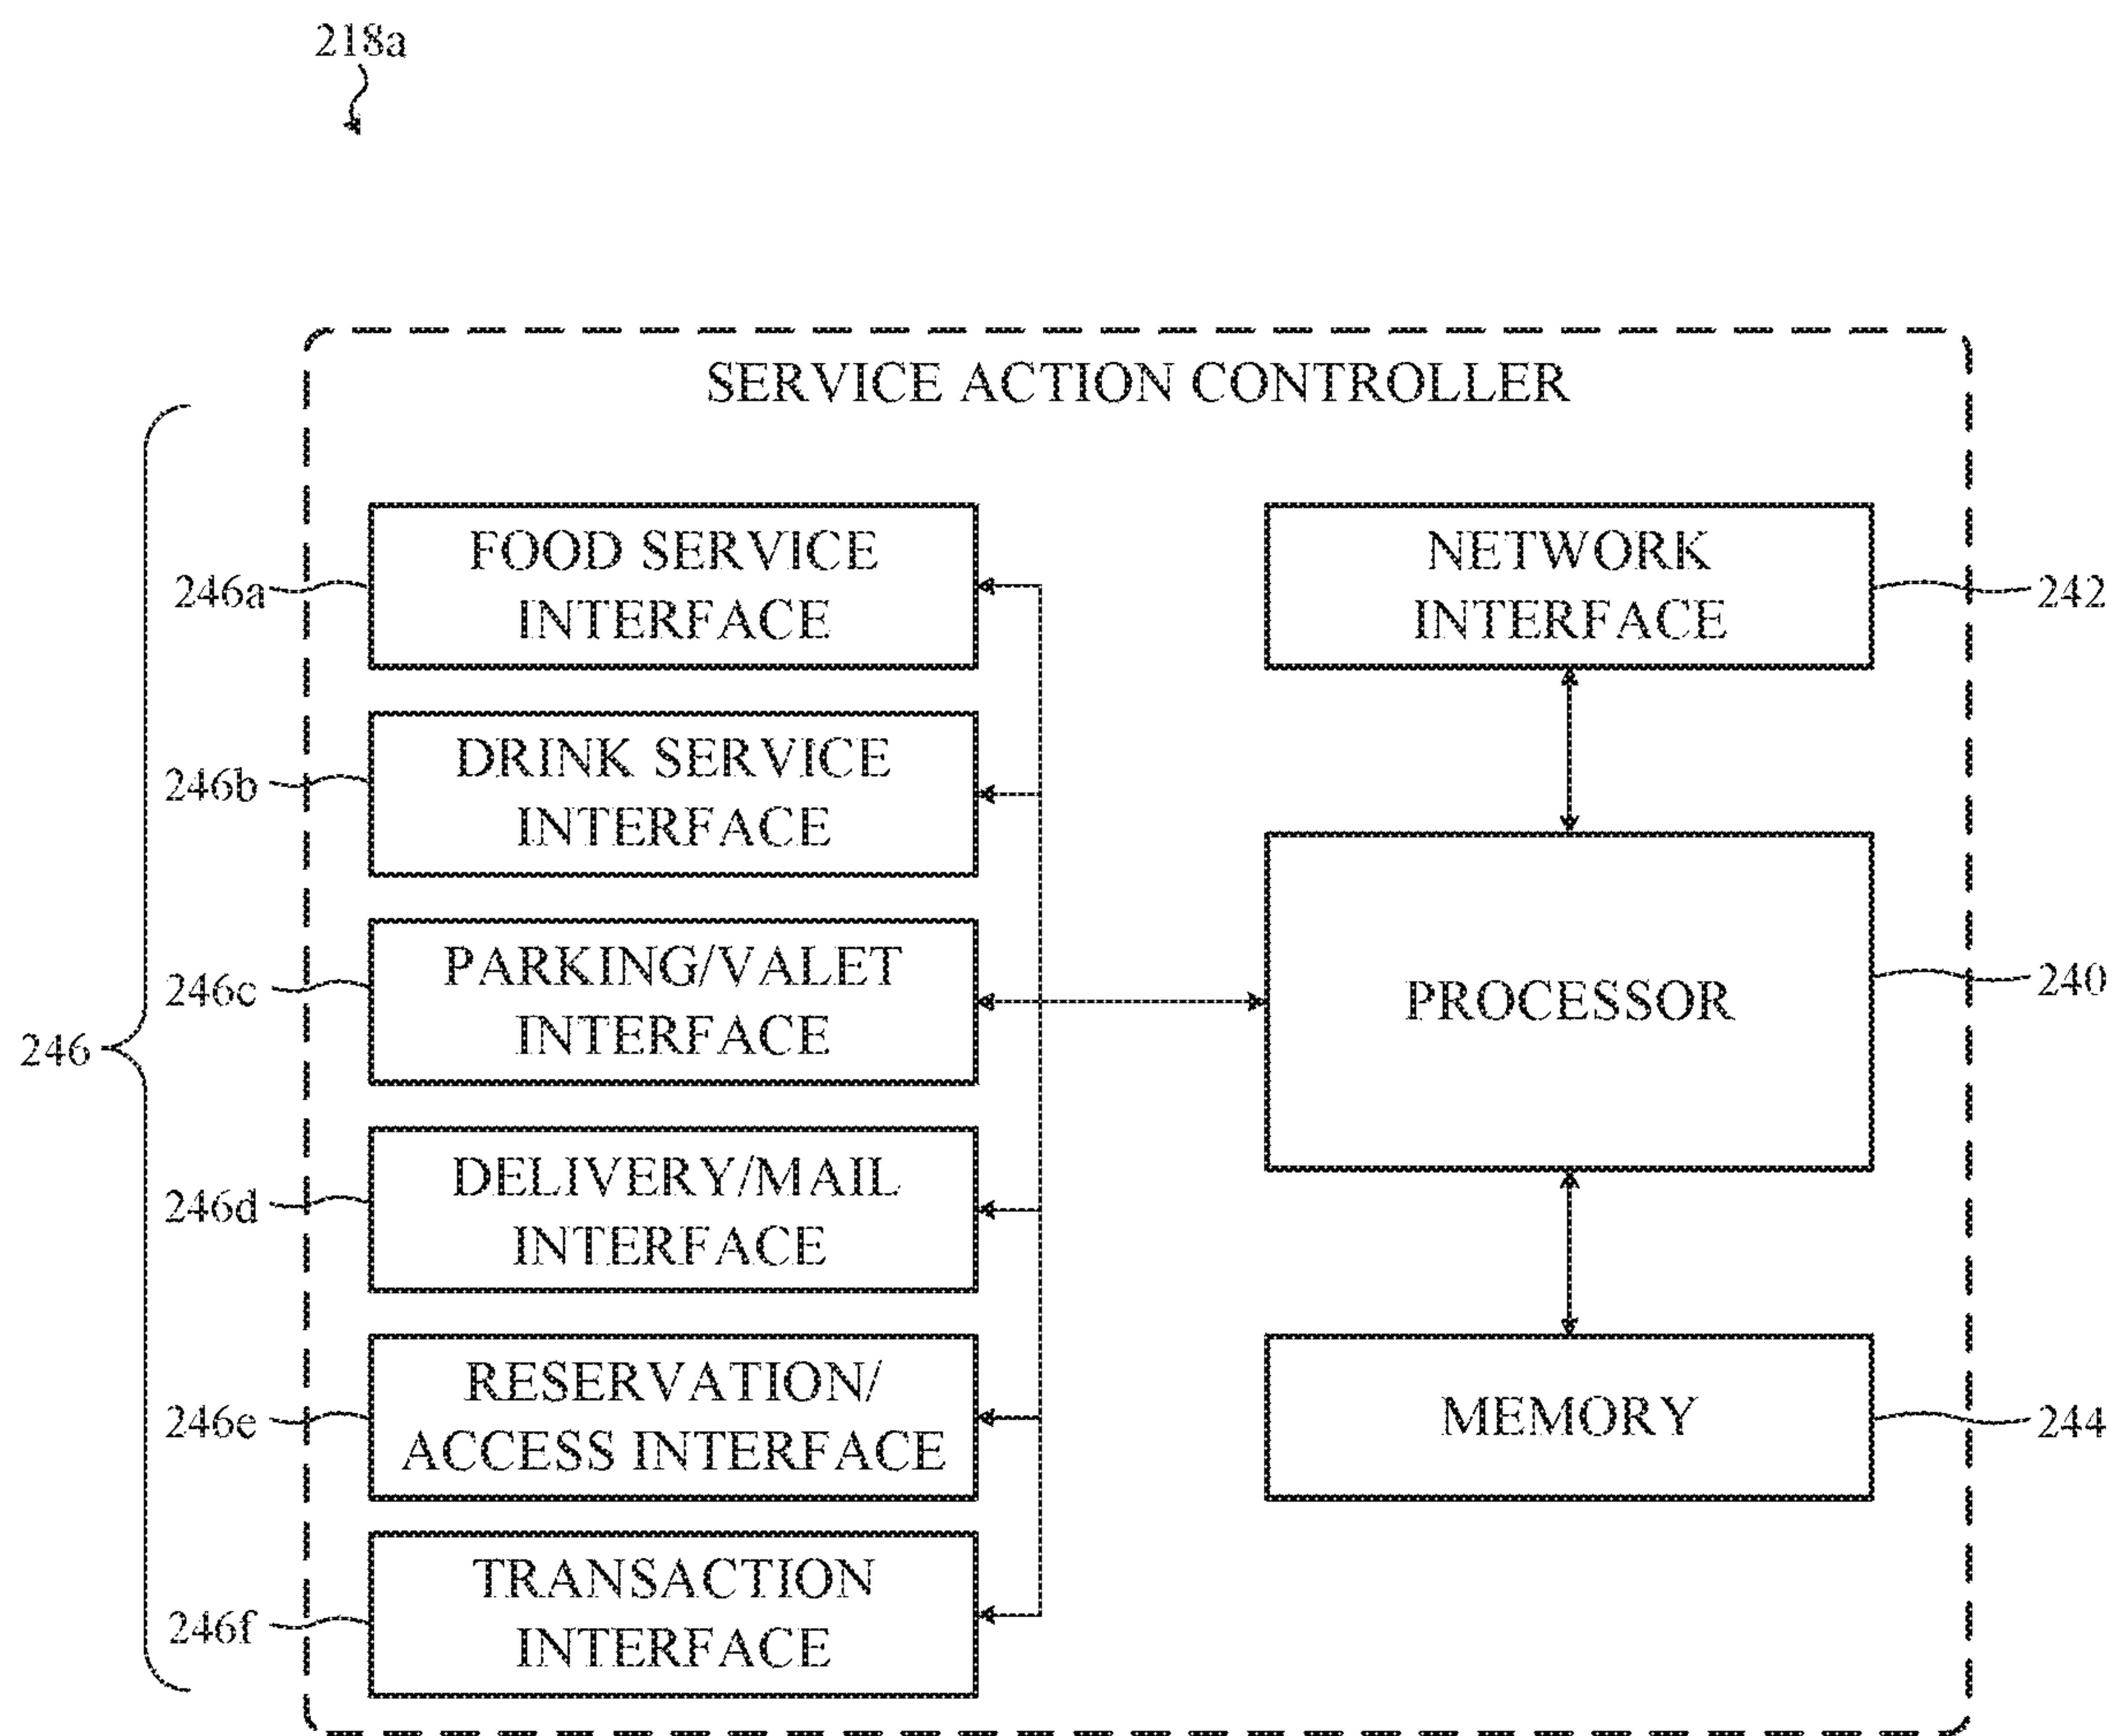 218a
SERVICE ACTION CONTROLLER
246
246a
FOOD SERVICE
INTERFACE
246b
DRINK SERVICE
INTERFACE
246c
PARKING/VALET
INTERFACE
246d
DELIVERY/MAIL
INTERFACE
246e
RESERVATION/
ACCESS INTERFACE
246f
TRANSACTION
INTERFACE
NETWORK
INTERFACE
242
PROCESSOR
240
MEMORY
244